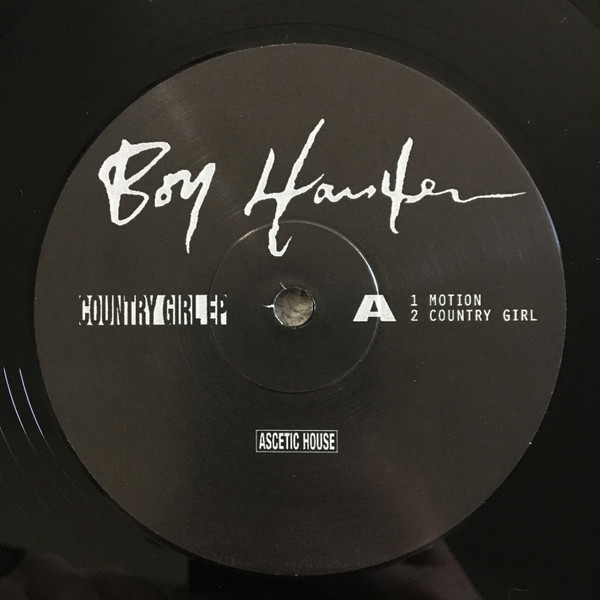 Boy Harsher
COUNTRY GIRL EP
A
1 MOTION
2 COUNTRY GIRL
ASCETIC HOUSE